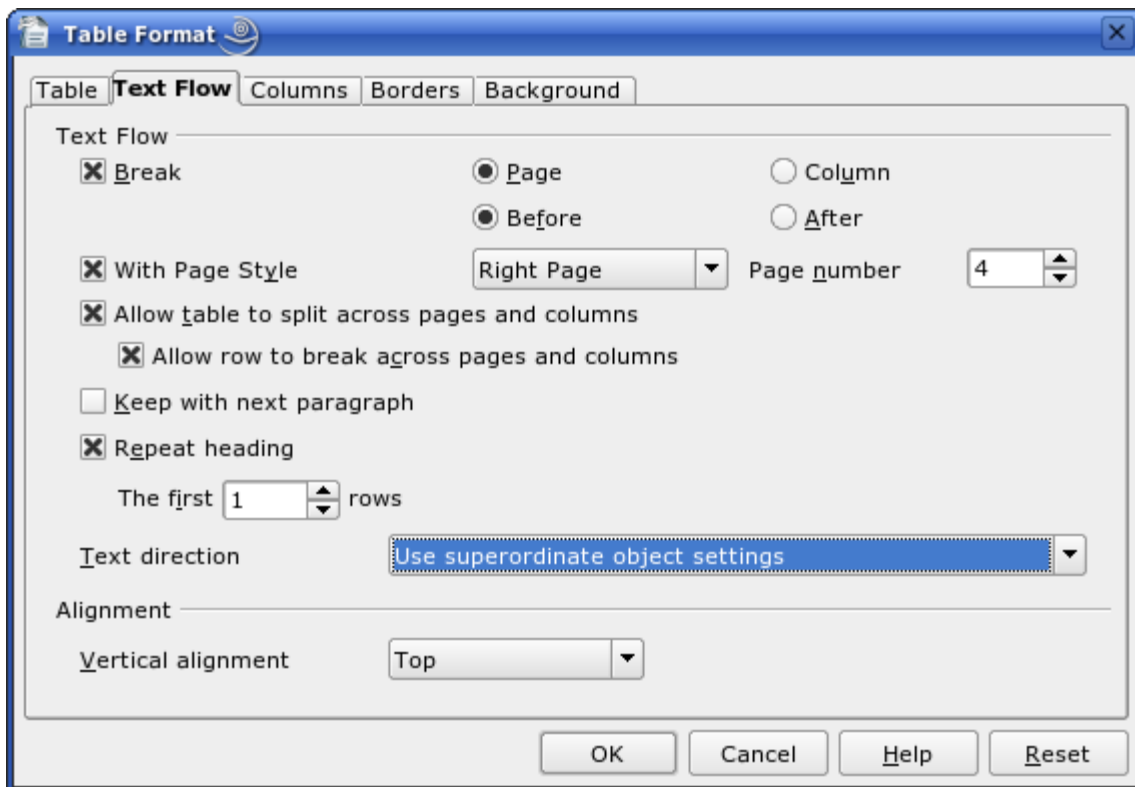 Table Format
Table Text Flow Columns Borders Background
Text Flow
Break Page Column
Before After
With Page Style Right Page Page number 4
Allow table to split across pages and columns
Allow row to break across pages and columns
Keep with next paragraph
Repeat heading
The first 1 rows
Text direction Use superordinate object settings
Alignment
Vertical alignment Top
OK Cancel Help Reset